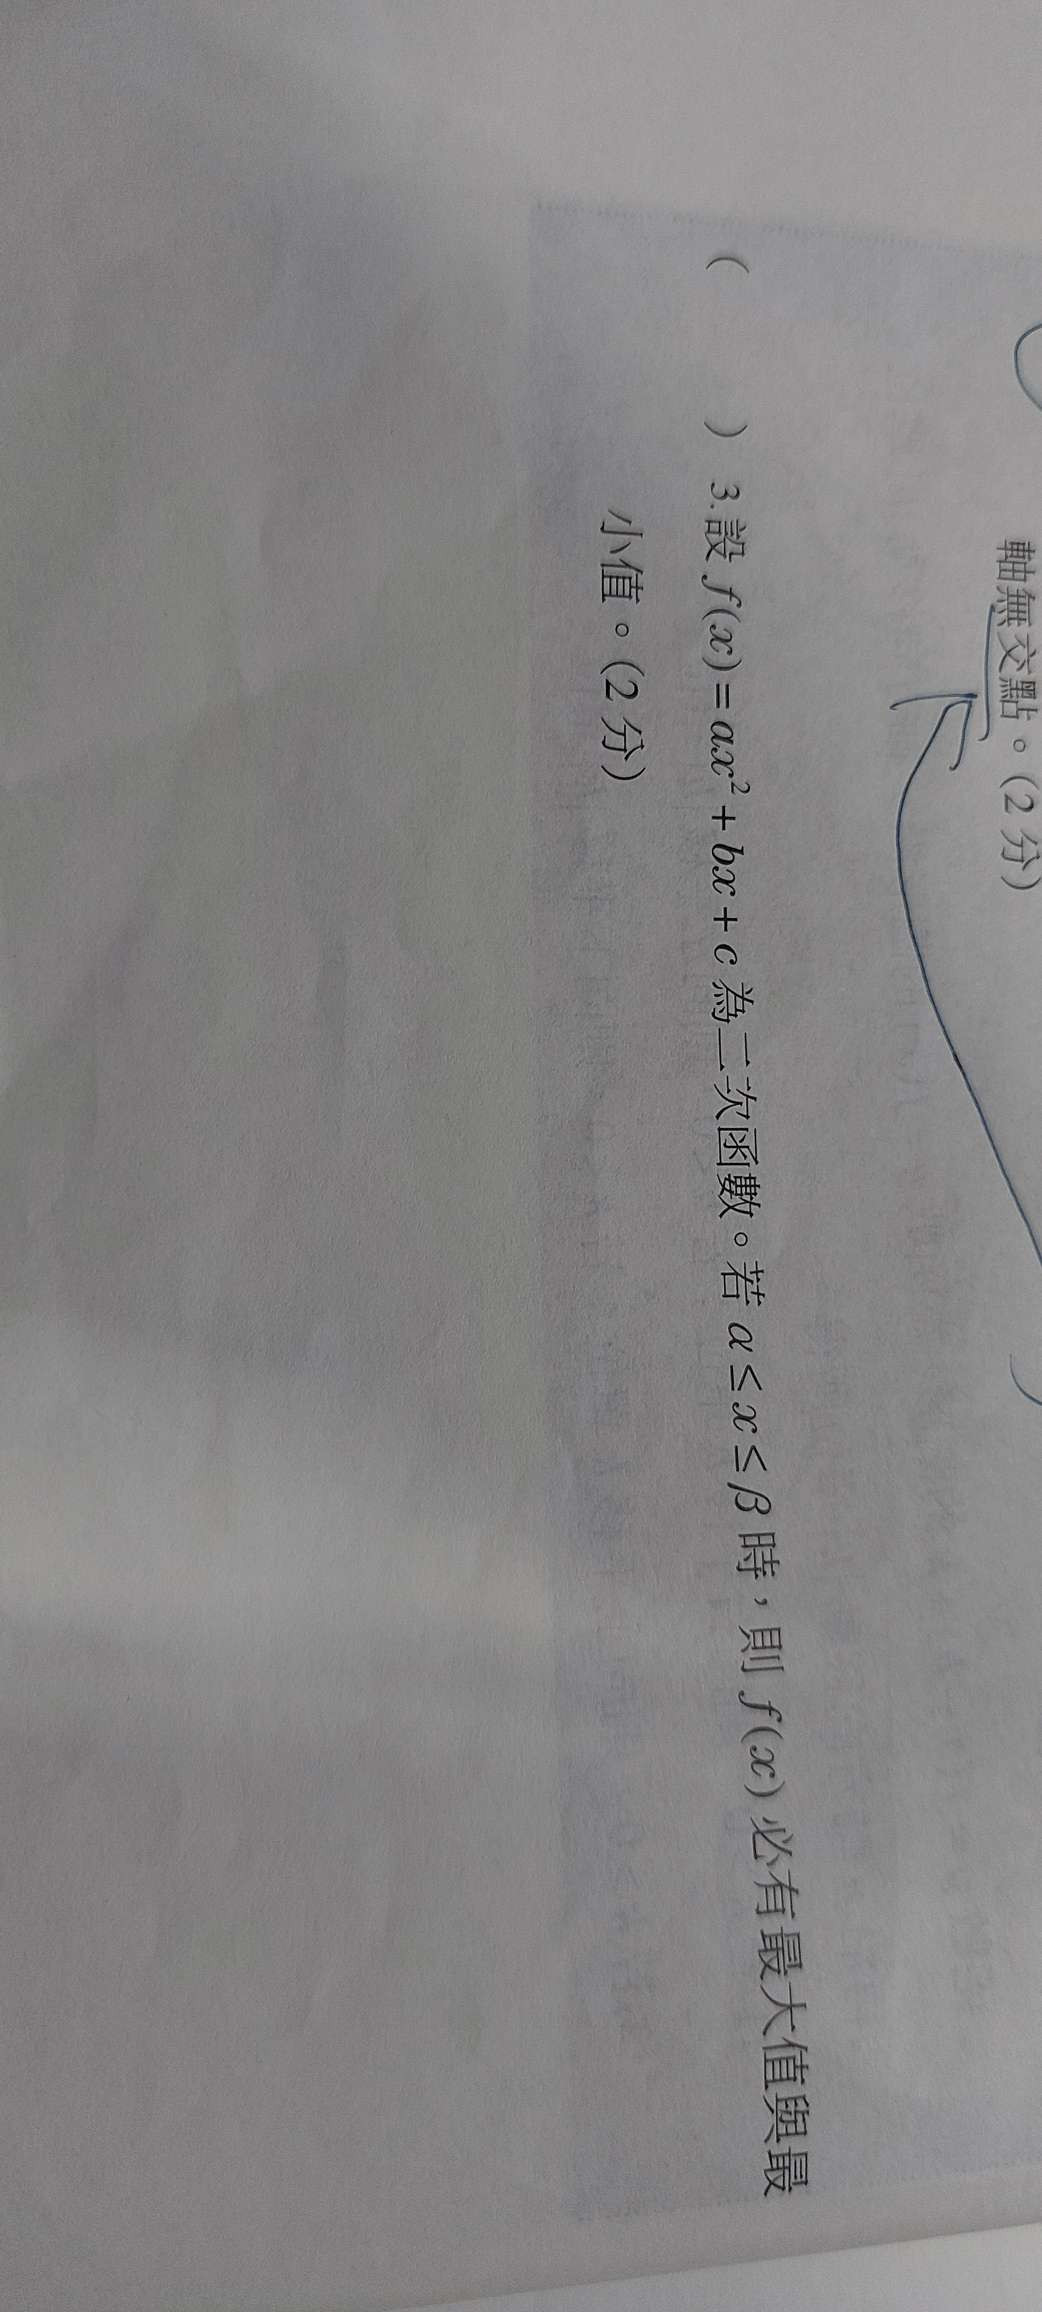 軸無交點。(2 分)
( ) 3.設 f(x)=ax²+bx+c 為二次函數。若 α≤x≤β 時，則 f(x) 必有最大值與最
小值。(2 分)